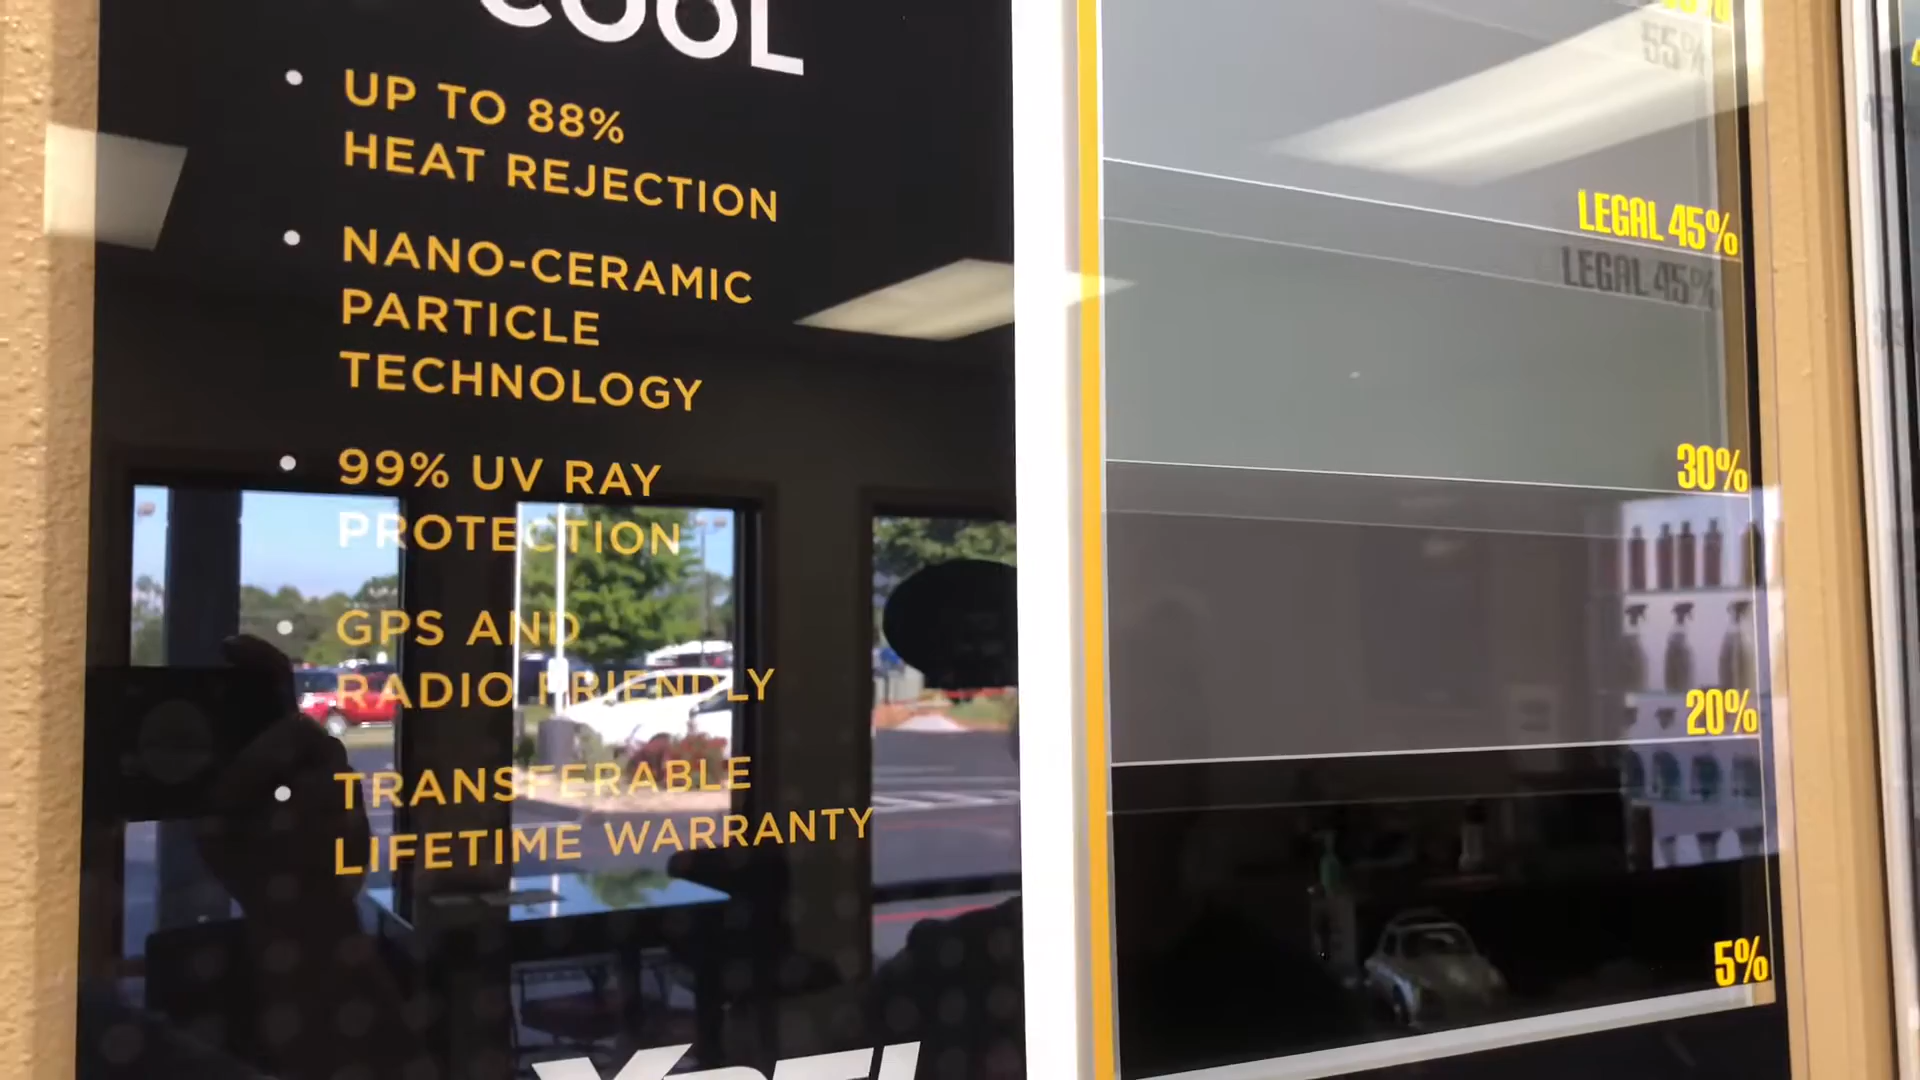 COOL
UP TO 88%
HEAT REJECTION
NANO-CERAMIC
PARTICLE
TECHNOLOGY
99% UV RAY
PROTECTION
GPS AND
RADIO FRIENDLY
TRANSFERABLE
LIFETIME WARRANTY
XPEL
55%
LEGAL 45%
LEGAL 45%
30%
20%
5%